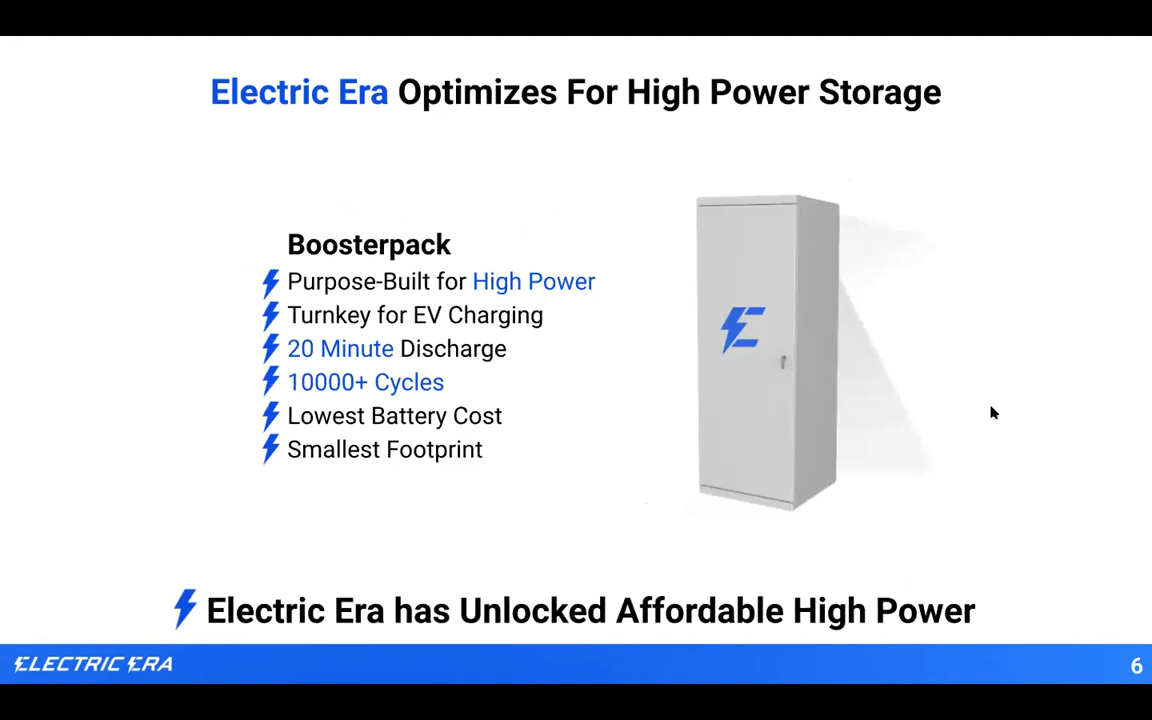 Electric Era Optimizes For High Power Storage
Boosterpack
Purpose-Built for High Power
Turnkey for EV Charging
20 Minute Discharge
10000+ Cycles
Lowest Battery Cost
Smallest Footprint
E
Electric Era has Unlocked Affordable High Power
ELECTRIC ERA
6